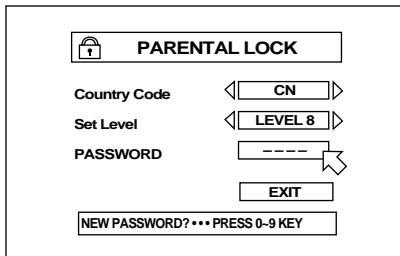 PARENTAL LOCK
Country Code CN
Set Level LEVEL 8
PASSWORD – – – –
EXIT
NEW PASSWORD? ••• PRESS 0~9 KEY